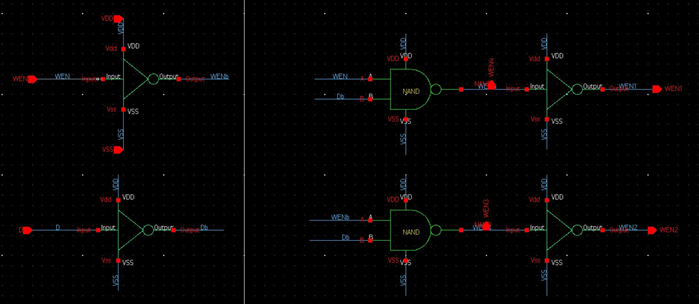 VDD
VDD
Vdd
VDD
WEN
WEN
Input
Input
Output
Output
WENb
Vss
VSS
VSS
VSS
VDD
Vdd
VDD
D
D
Input
Input
Output
Output
Db
Vss
VSS
VSS
VDD
VDD
VDD
WEN
A
A
Db
B
B
NAND
VSS
VSS
VSS
VDD
Vdd
VDD
Input
Input
Output
Output
WEN1
WEN1
Vss
VSS
VSS
VDD
VDD
VDD
WENb
A
A
Db
B
B
NAND
WEN3
VSS
VSS
VSS
VDD
Vdd
VDD
Input
Input
Output
Output
WEN2
WEN2
Vss
VSS
VSS